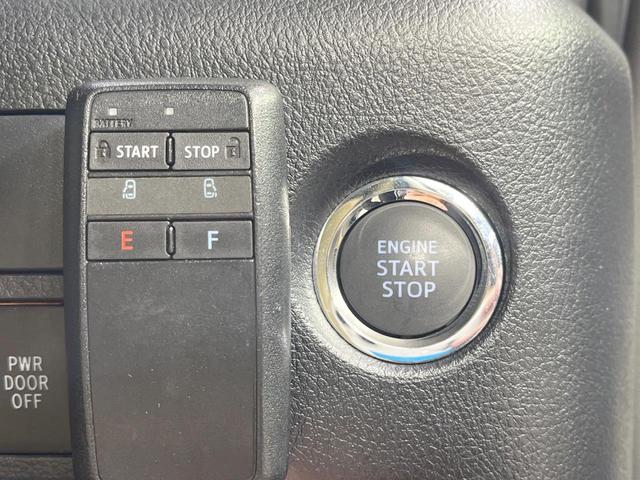 BATTERY
START STOP
E F
ENGINE
START
STOP
PWR
DOOR
OFF